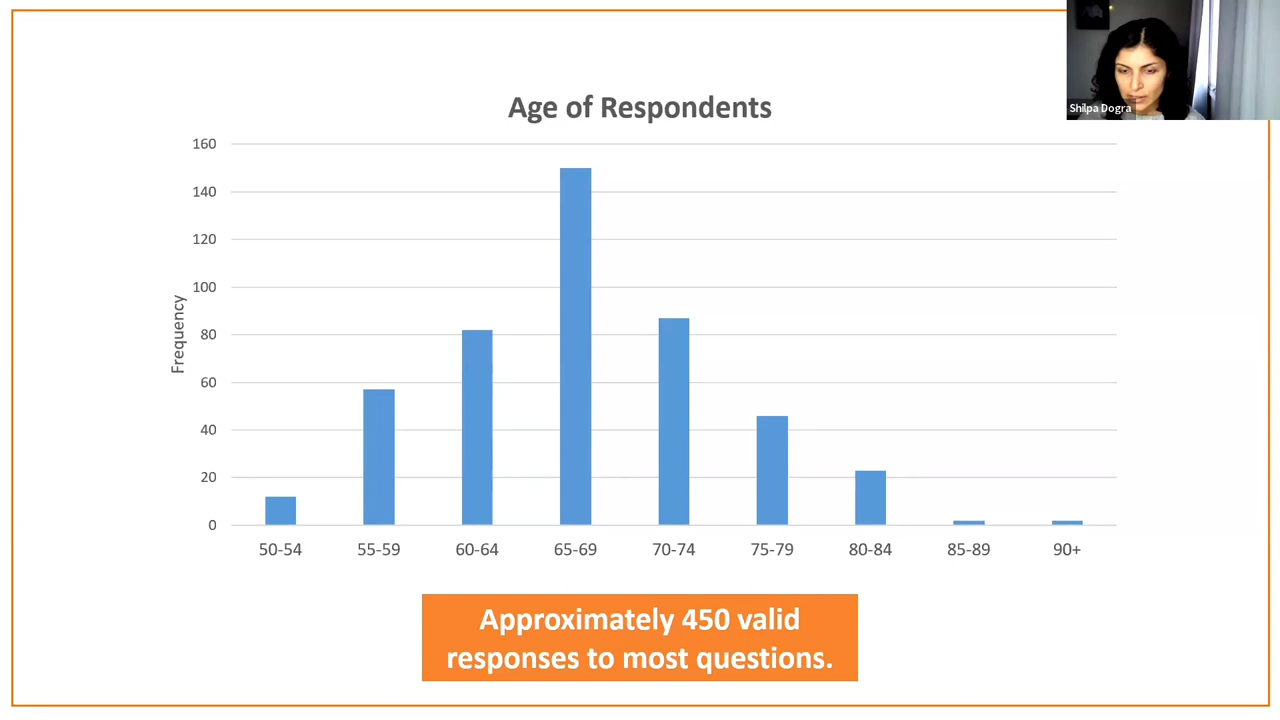 Shilpa Dogra
Age of Respondents
160
140
120
100
80
60
40
20
0
Frequency
50-54 55-59 60-64 65-69 70-74 75-79 80-84 85-89 90+
Approximately 450 valid
responses to most questions.